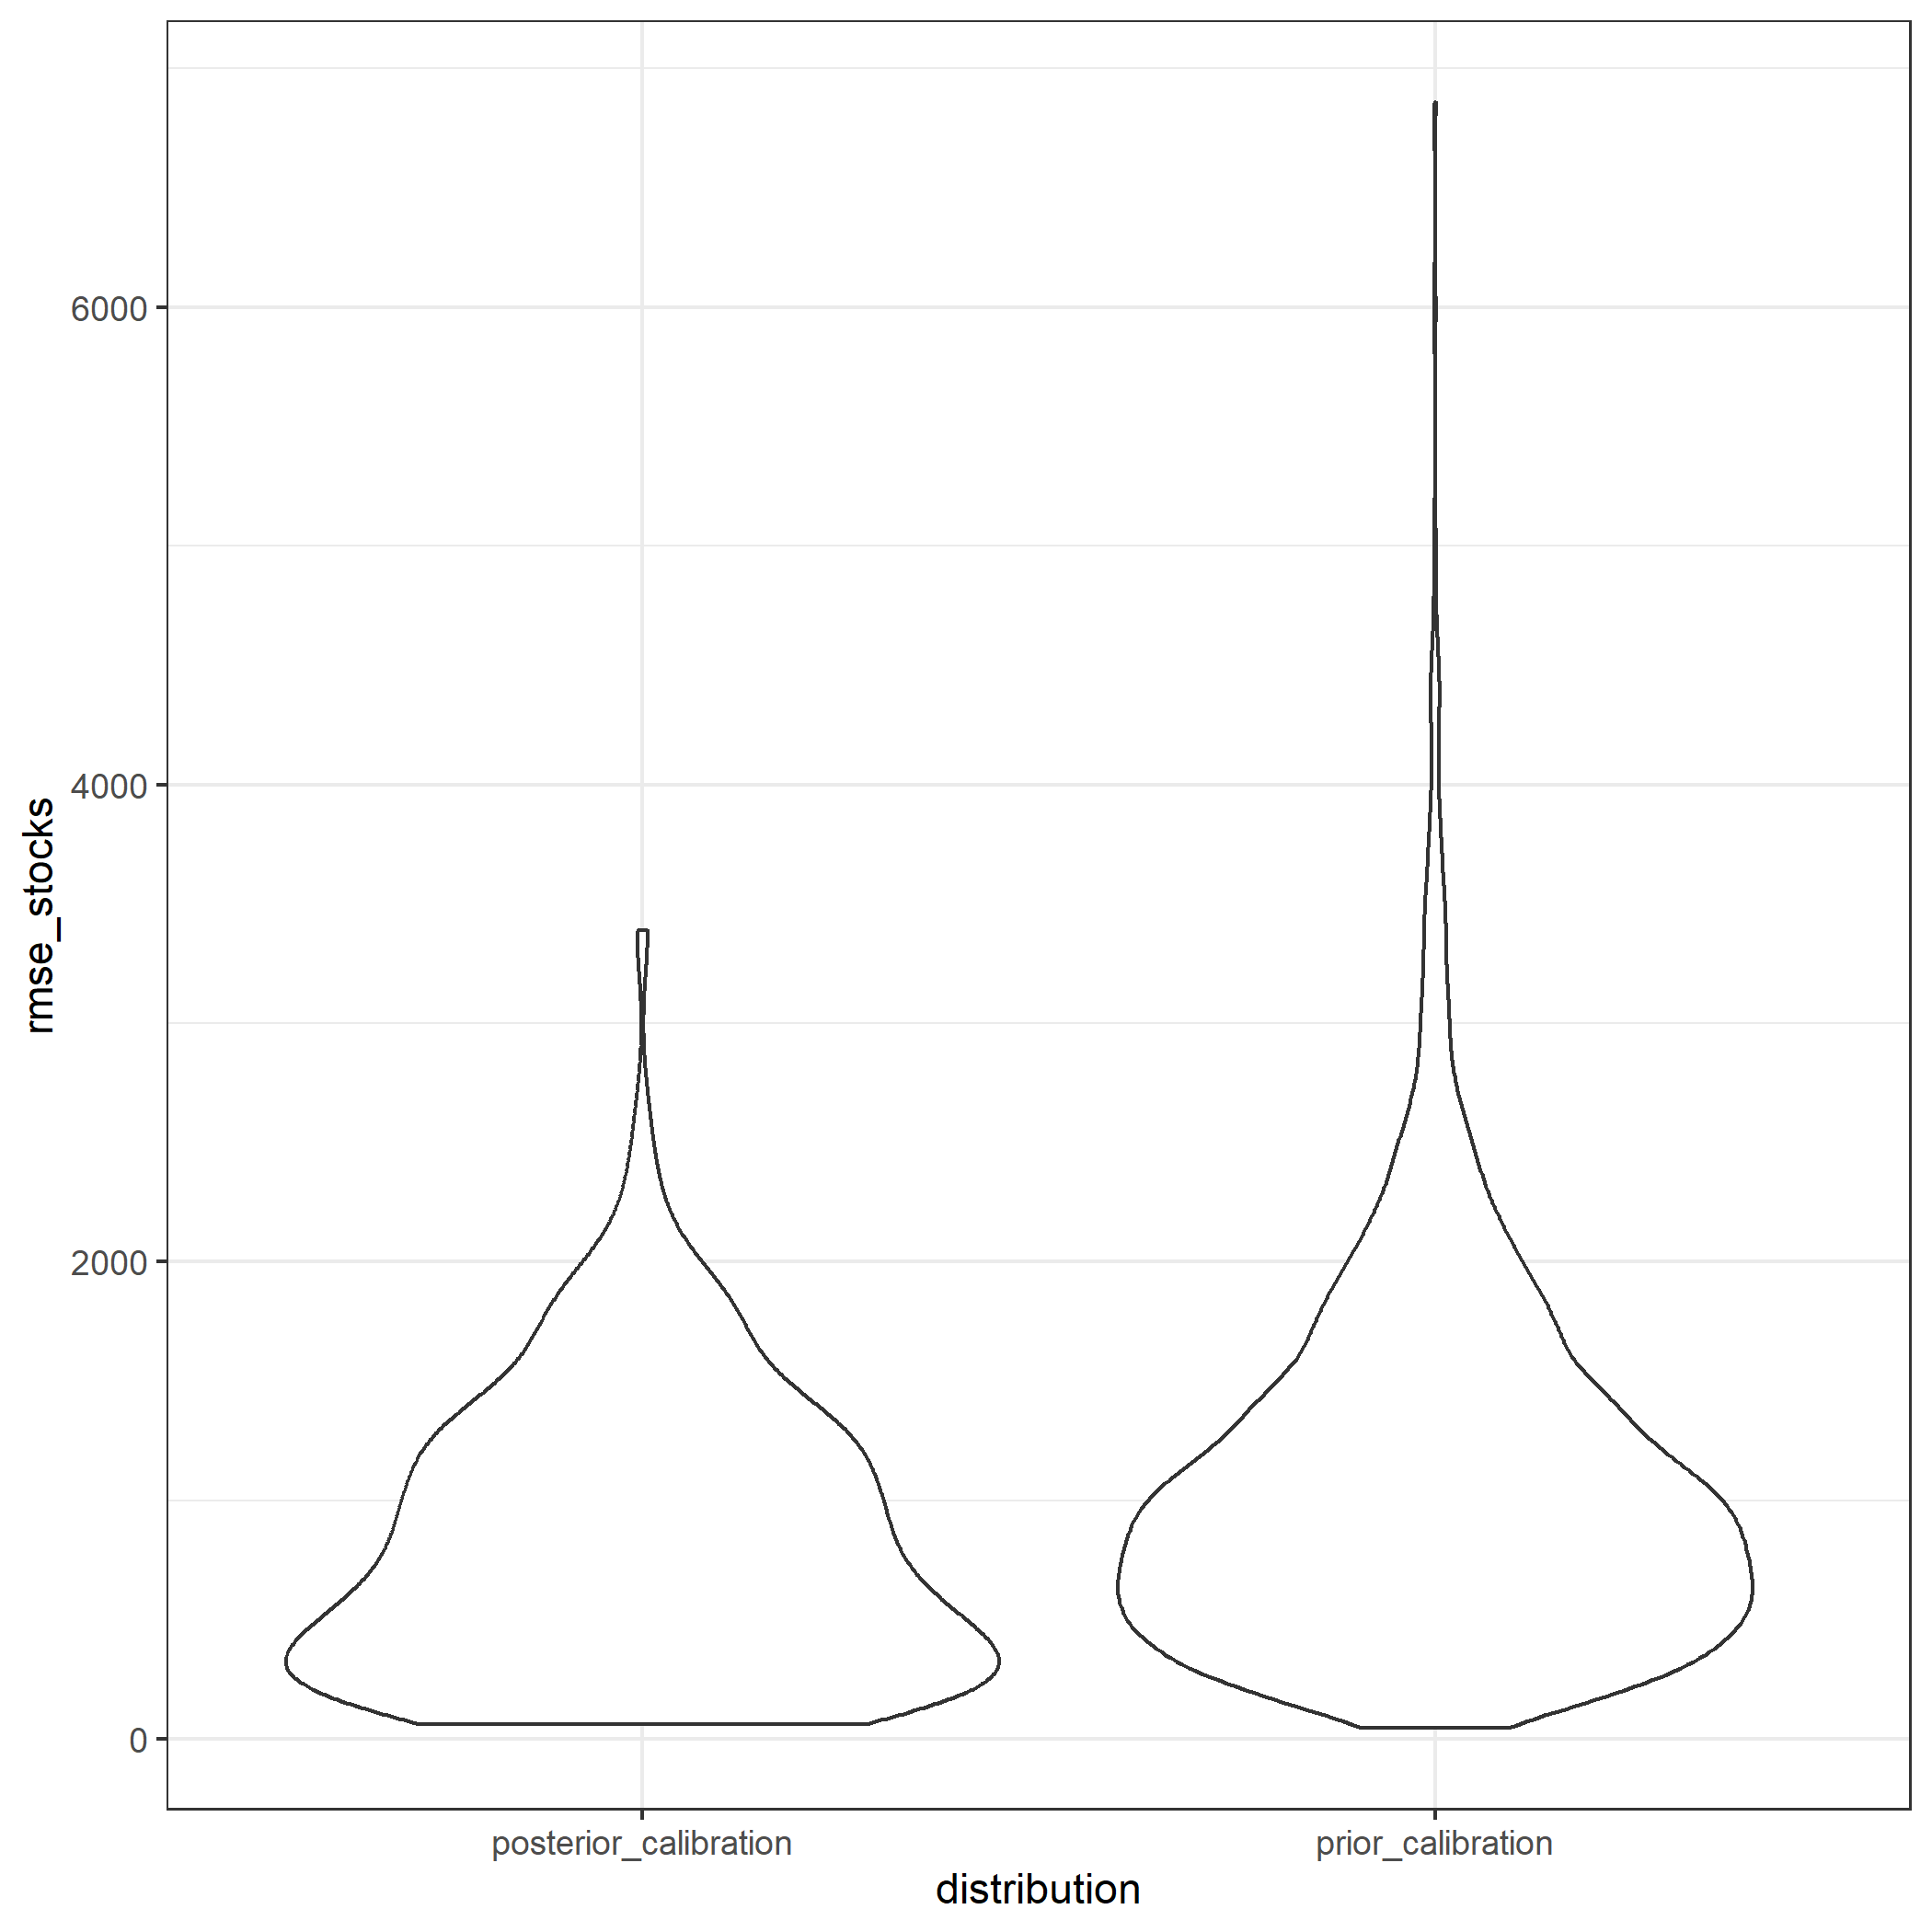 6000
4000
2000
0
rmse_stocks
posterior_calibration
prior_calibration
distribution